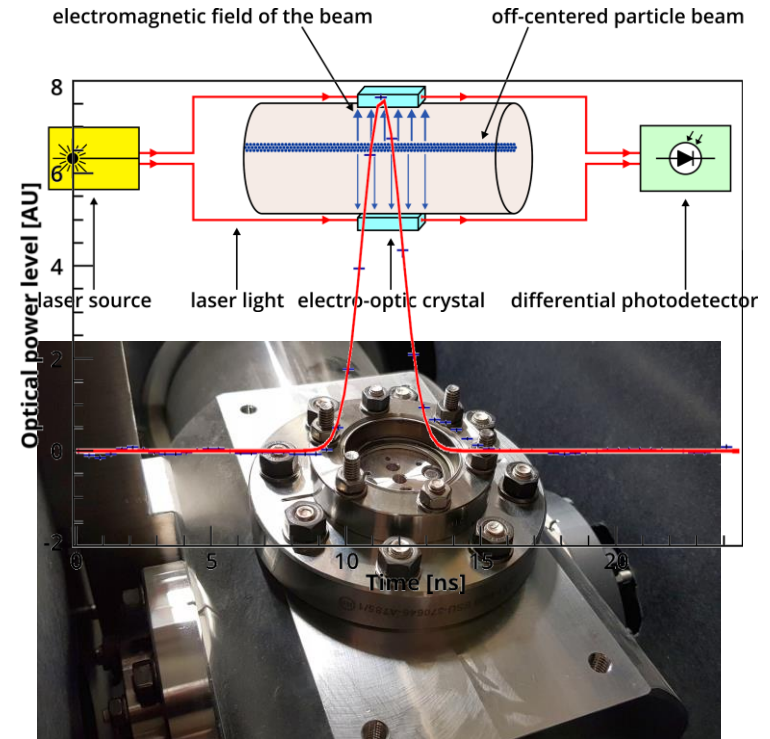 electromagnetic field of the beam
off-centered particle beam
8
6
4
2
0
-2
Optical power level [AU]
laser source
laser light
electro-optic crystal
differential photodetector
0
5
10
15
20
Time [ns]